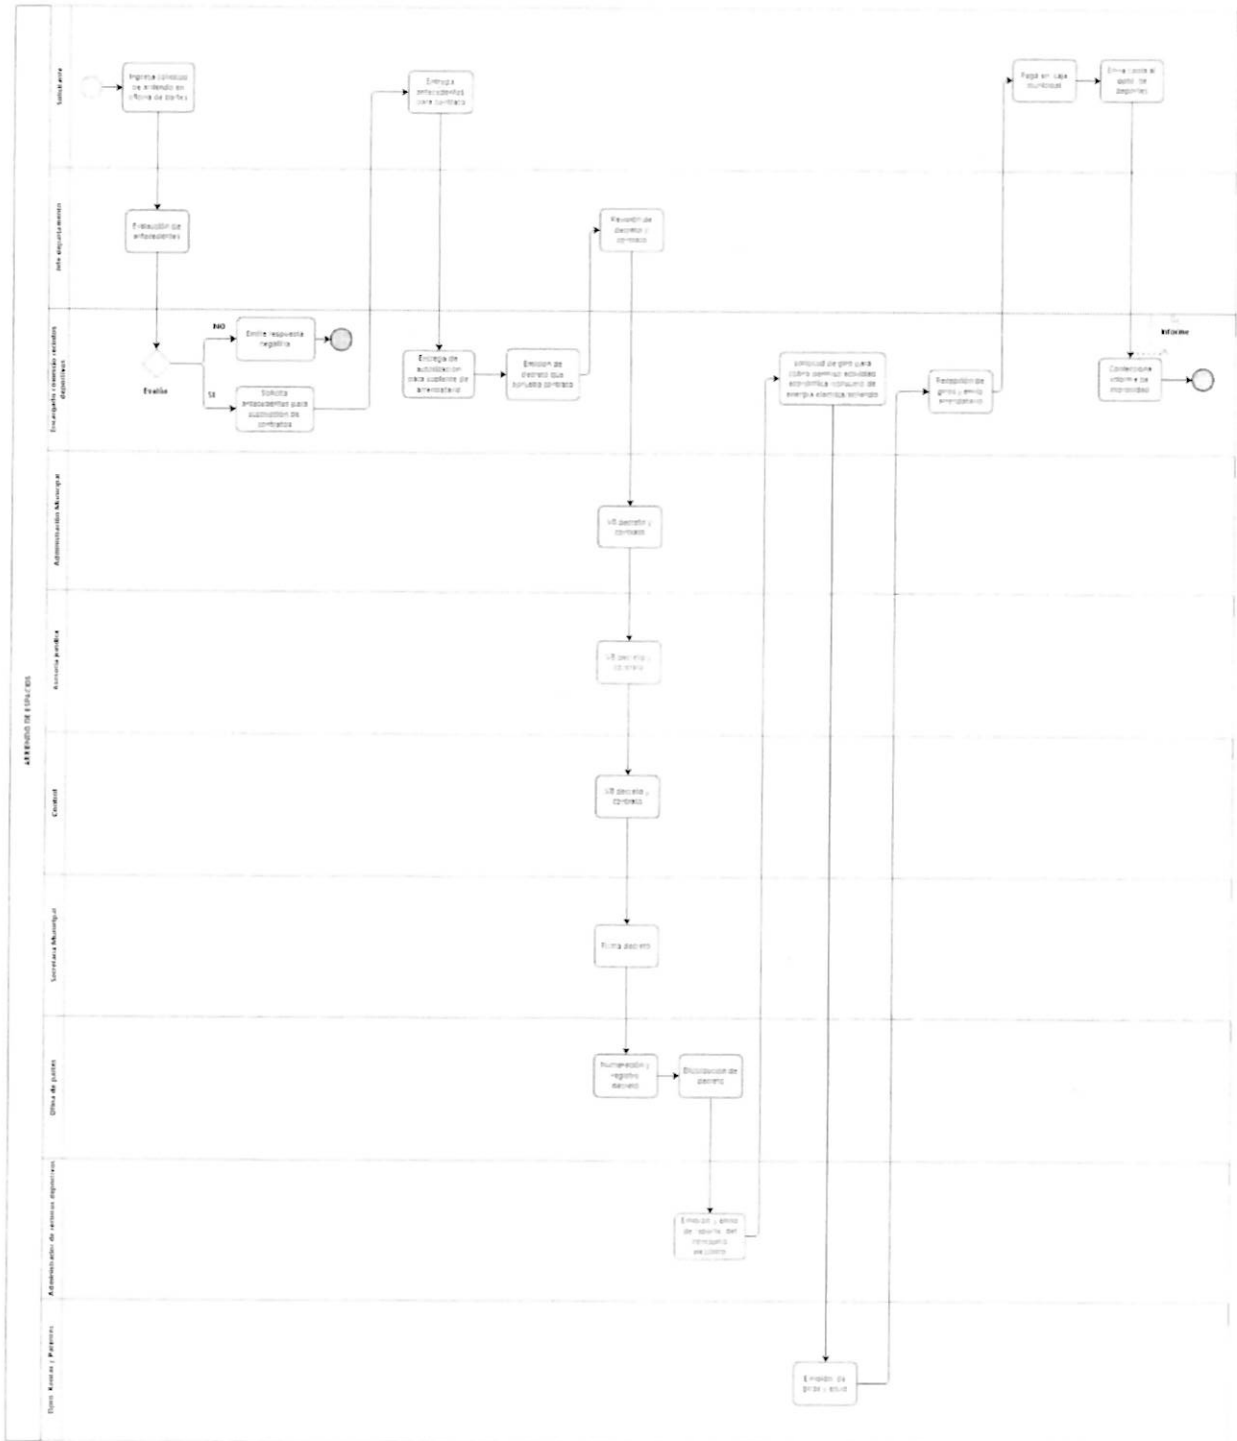 ARRIENDO DE ESPACIOS
Solicitante
Ingresa
de arriendo en
oficina de partes
Entrega
antecedentes
para contrato
Pago en caja
municipal
Envía copia al
depto. de
deportes
Jefe departamento
Evaluación de
antecedentes
Revisión de
decreto y
contrato
Encargado comisión recintos
deportivos
Evalúa
NO
Emite respuesta
negativa
SI
Solicita
antecedentes para
de
contratos
Entrega de
autorización
para de
arrendatario
Emisión de
decreto que
aprueba contrato
Solicitud de giro para
cobro permiso actividad
económica consumo de
energía eléctrica/arriendo
Recepción de
giros y envío
arrendatario
Informe
Confecciona
informe de
morosidad
Administración Municipal
VB decreto y
contrato
Asesoría jurídica
VB decreto y
contrato
Control
VB decreto y
contrato
Secretaría Municipal
Firma decreto
Oficina de partes
Numeración y
registro
decreto
Distribución de
decreto
Administrador de recintos deportivos
Emisión y envío
de reporte del
consumo
eléctrico
Depto. Rentas y Patentes
Emisión de
giros y envío